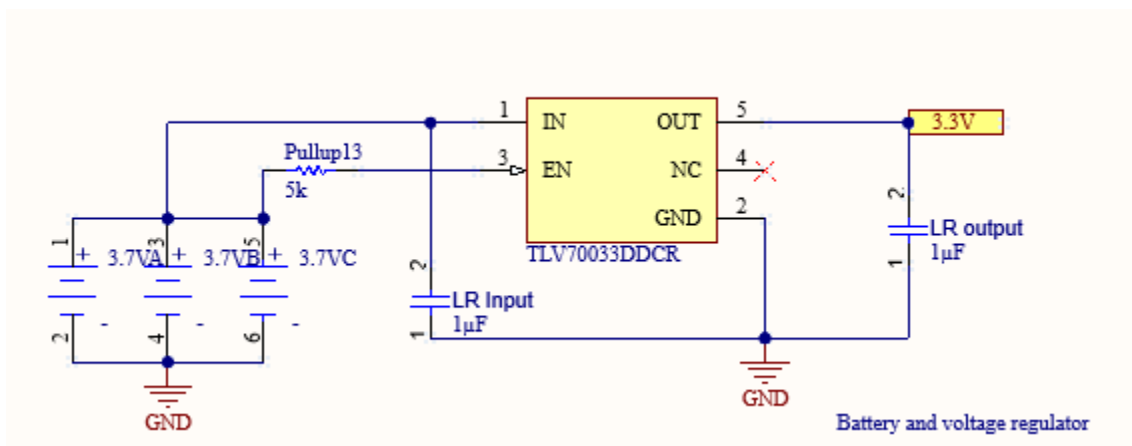 1 IN OUT 5 3.3V
Pullup13
3 EN NC 4
5k
GND 2
TLV70033DDCR
1 + 3.7VA 3 + 3.7VB 5 + 3.7VC
2 - 4 - 6 -
2 LR Input
1 1µF
2 LR output
1 1µF
GND
GND
Battery and voltage regulator